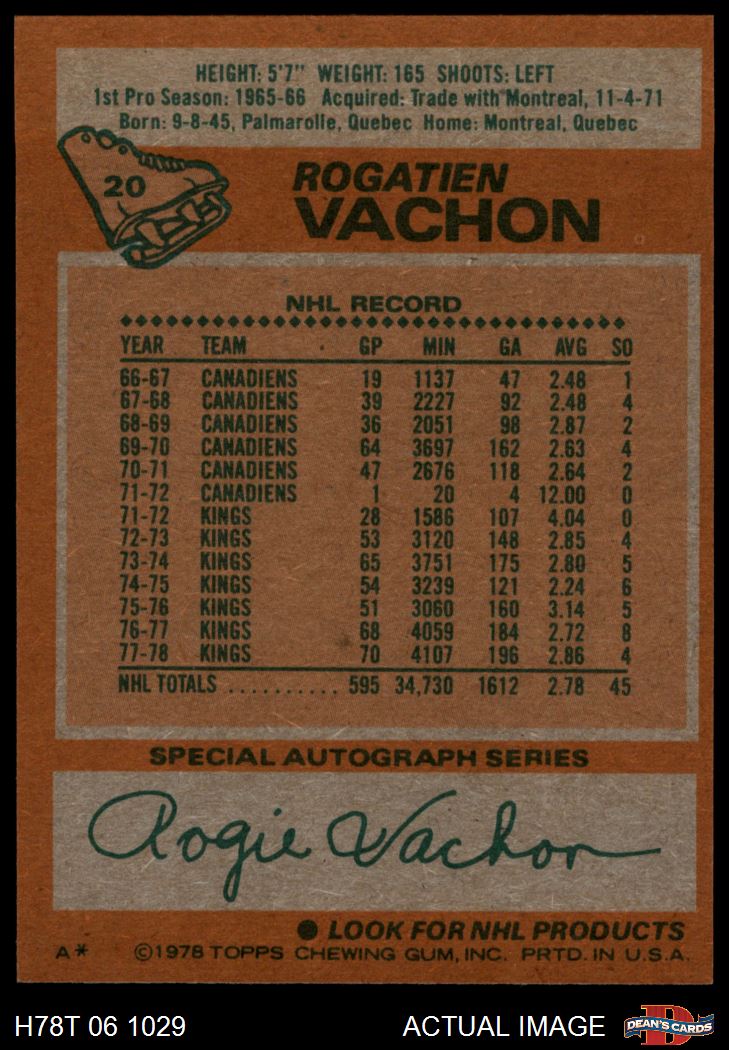 HEIGHT: 5'7" WEIGHT: 165 SHOOTS: LEFT
1st Pro Season: 1965-66 Acquired: Trade with Montreal, 11-4-71
Born: 9-8-45, Palmarolle, Quebec Home: Montreal, Quebec
20
ROGATIEN
VACHON
NHL RECORD
YEAR TEAM GP MIN GA AVG SO
66-67 CANADIENS 19 1137 47 2.48 1
67-68 CANADIENS 39 2227 92 2.48 4
68-69 CANADIENS 36 2051 98 2.87 2
69-70 CANADIENS 64 3697 162 2.63 4
70-71 CANADIENS 47 2676 118 2.64 2
71-72 CANADIENS 1 20 4 12.00 0
71-72 KINGS 28 1586 107 4.04 0
72-73 KINGS 53 3120 148 2.85 4
73-74 KINGS 65 3751 175 2.80 5
74-75 KINGS 54 3239 121 2.24 6
75-76 KINGS 51 3060 160 3.14 5
76-77 KINGS 68 4059 184 2.72 8
77-78 KINGS 70 4107 196 2.86 4
NHL TOTALS .......... 595 34,730 1612 2.78 45
SPECIAL AUTOGRAPH SERIES
Rogie Vachon
● LOOK FOR NHL PRODUCTS
A* ©1978 TOPPS CHEWING GUM, INC. PRTD. IN U.S.A.
H78T 06 1029 ACTUAL IMAGE DEAN'S CARDS